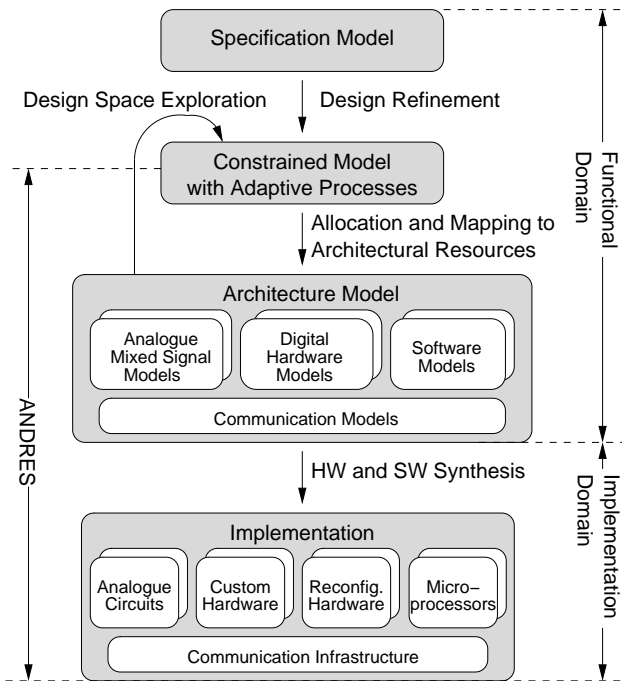 Specification Model
Design Space Exploration
Design Refinement
Constrained Model
with Adaptive Processes
Allocation and Mapping to
Architectural Resources
Architecture Model
Analogue
Mixed Signal
Models
Digital
Hardware
Models
Software
Models
Communication Models
HW and SW Synthesis
Implementation
Analogue
Circuits
Custom
Hardware
Reconfig.
Hardware
Micro−
processors
Communication Infrastructure
ANDRES
Functional
Domain
Implementation
Domain